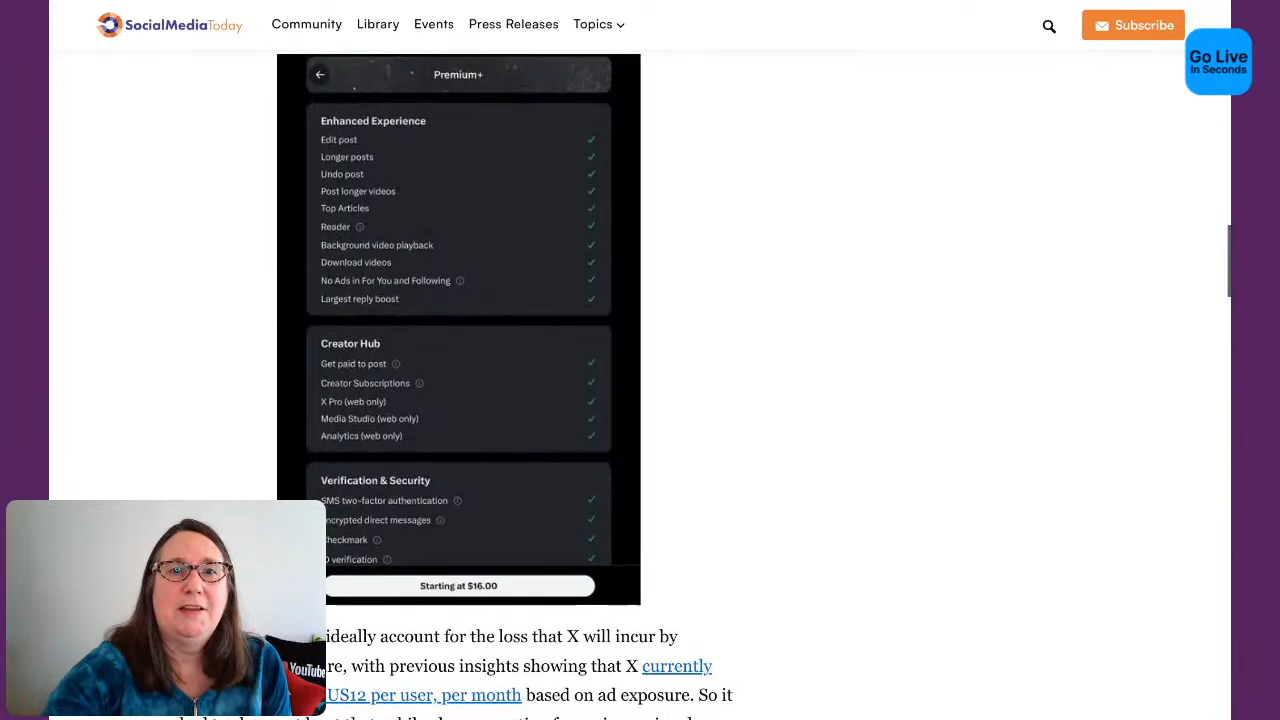 SocialMediaToday
Community
Library
Events
Press Releases
Topics
Subscribe
Go Live
in Seconds
Premium+
Enhanced Experience
Edit post
Longer posts
Undo post
Post longer videos
Top Articles
Reader
Background video playback
Download videos
No Ads in For You and Following
Largest reply boost
Creator Hub
Get paid to post
Creator Subscriptions
X Pro (web only)
Media Studio (web only)
Analytics (web only)
Verification & Security
SMS two-factor authentication
ncrypted direct messages
heckmark
D verification
Starting at $16.00
ideally account for the loss that X will incur by
re, with previous insights showing that X currently
US12 per user, per month based on ad exposure. So it
YouTube